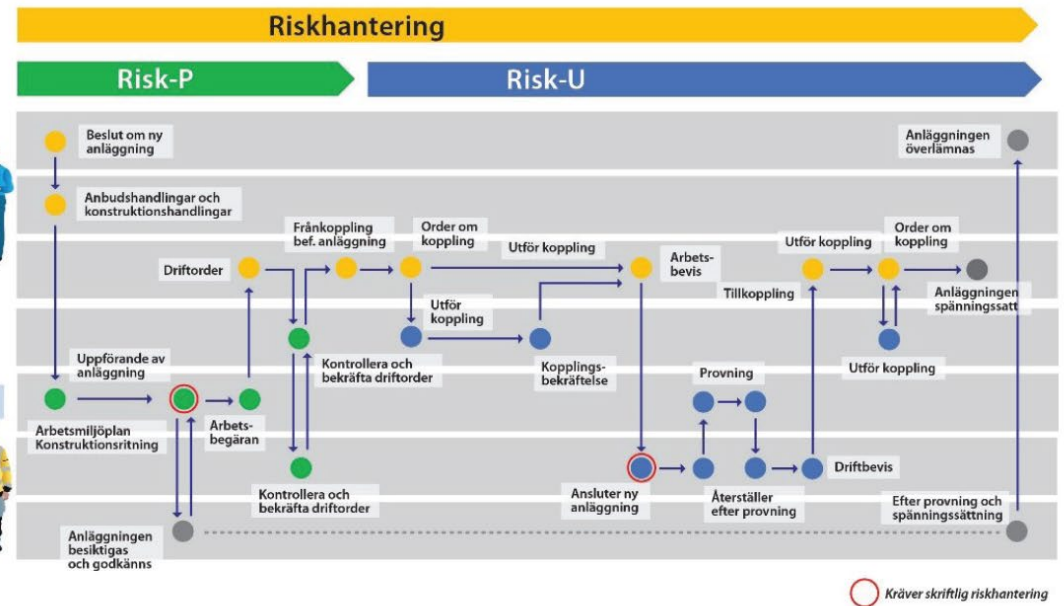 Riskhantering
Risk-P
Risk-U
Beslut om ny
anläggning
Anläggningen
överlämnas
Anbudshandlingar och
konstruktionshandlingar
Frånkoppling
bef. anläggning
Order om
koppling
Utför koppling
Arbets-
bevis
Utför koppling
Order om
koppling
Driftorder
Tillkoppling
Anläggningen
spänningssatt
Utför
koppling
Uppförande av
anläggning
Kontrollera och
bekräfta driftorder
Kopplings-
bekräftelse
Provning
Utför koppling
Arbetsmiljöplan
Konstruktionsritning
Arbets-
begäran
Kontrollera och
bekräfta driftorder
Ansluter ny
anläggning
Återställer
efter provning
Driftbevis
Efter provning och
spänningssättning
Anläggningen
besiktigas
och godkänns
Kräver skriftlig riskhantering